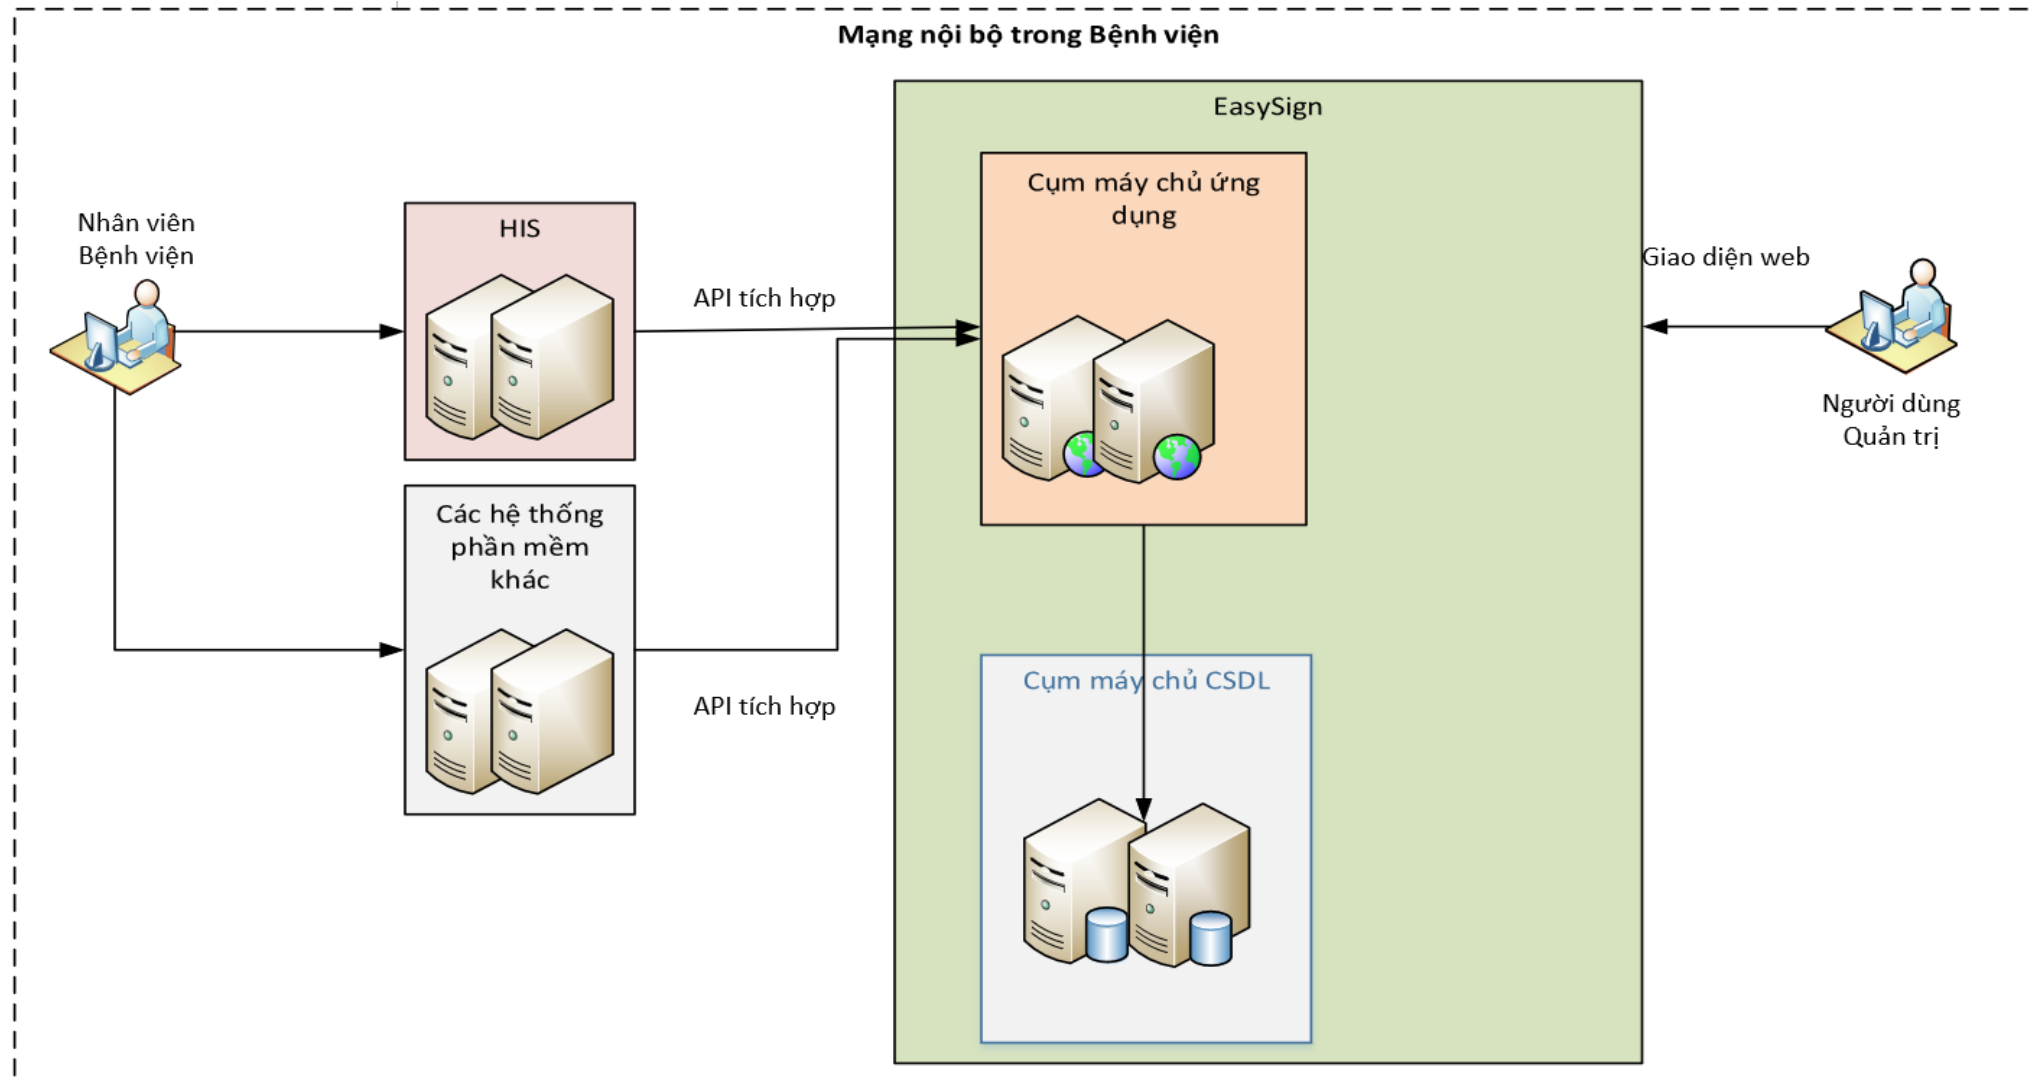 Mạng nội bộ trong Bệnh viện
EasySign
Cụm máy chủ ứng
dụng
Nhân viên
Bệnh viện
HIS
API tích hợp
Giao diện web
Người dùng
Quản trị
Các hệ thống
phần mềm
khác
API tích hợp
Cụm máy chủ CSDL